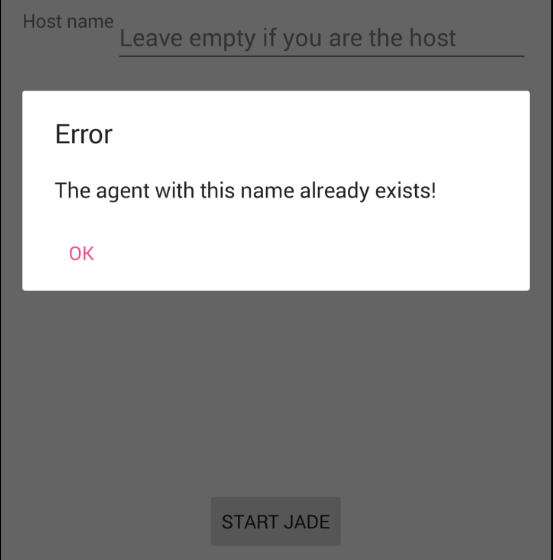 Host name
Leave empty if you are the host
Error
The agent with this name already exists!
OK
START JADE